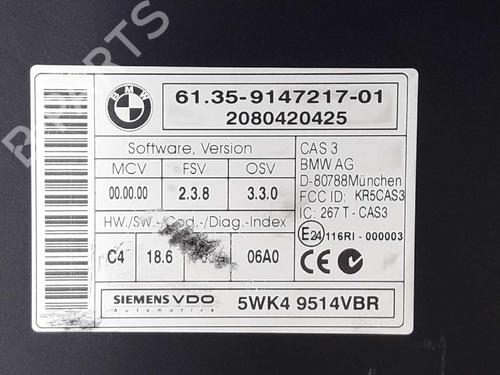 PARTS
BMW
61.35-9147217-01
2080420425
Software, Version
MCV FSV OSV
00.00.00 2.3.8 3.3.0
HW./SW.-Cod.-/Diag.-Index
C4 18.6 06A0
CAS 3
BMW AG
D-80788München
FCC ID: KR5CAS3
IC: 267 T - CAS3
E24 116RI - 000003
CE
SIEMENS VDO
Automotive
5WK4 9514VBR